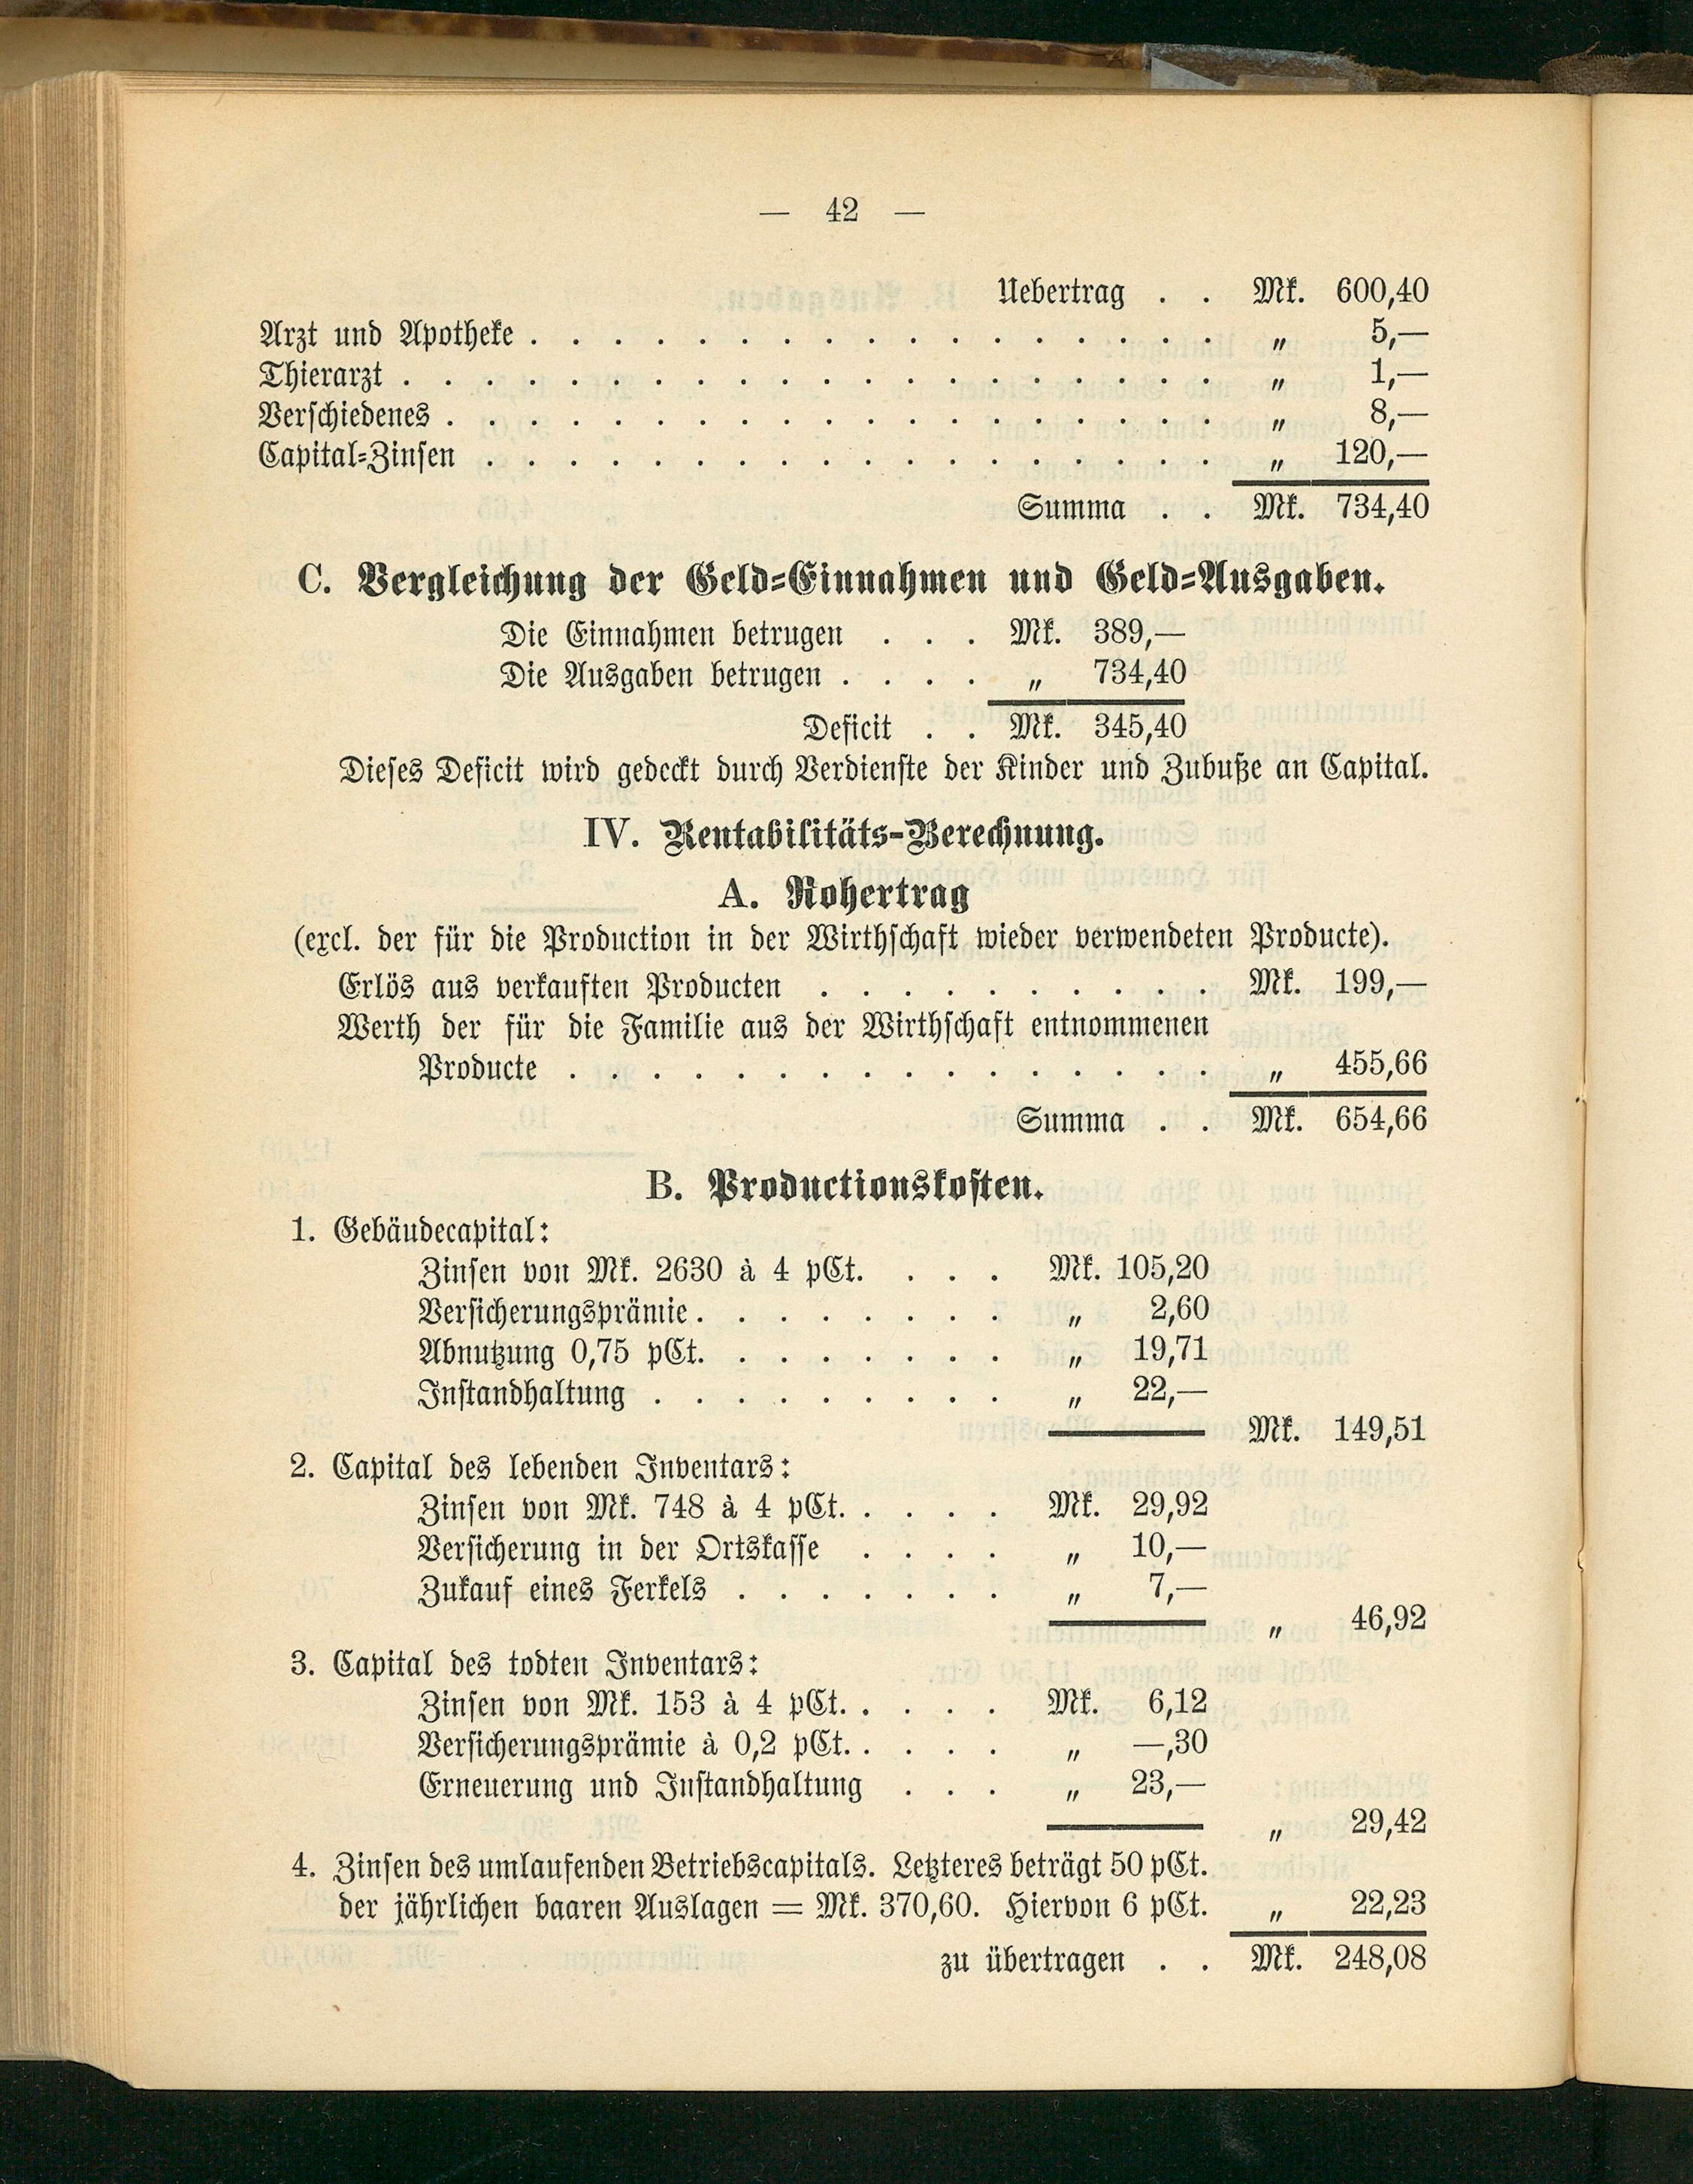 — 42 —
Uebertrag . . Mk. 600,40
Arzt und Apotheke . . . . . . . . . . . . . . . . . „ 5,—
Thierarzt . . . . . . . . . . . . . . . . . . . . „ 1,—
Verschiedenes . . . . . . . . . . . . . . . . . . . „ 8,—
Capital-Zinsen . . . . . . . . . . . . . . . . . . „ 120,—
Summa . . Mk. 734,40
C. Vergleichung der Geld-Einnahmen und Geld-Ausgaben.
Die Einnahmen betrugen . . . Mk. 389,—
Die Ausgaben betrugen . . . . „ 734,40
Deficit . . Mk. 345,40
Dieses Deficit wird gedeckt durch Verdienste der Kinder und Zubuße an Capital.
IV. Rentabilitäts-Berechnung.
A. Rohertrag
(excl. der für die Production in der Wirthschaft wieder verwendeten Producte).
Erlös aus verkauften Producten . . . . . . . . . . Mk. 199,—
Werth der für die Familie aus der Wirthschaft entnommenen
Producte . . . . . . . . . . . . . . . . „ 455,66
Summa . . Mk. 654,66
B. Productionskosten.
1. Gebäudecapital:
Zinsen von Mk. 2630 à 4 pCt. . . . Mk. 105,20
Versicherungsprämie . . . . . . . . „ 2,60
Abnutzung 0,75 pCt. . . . . . . . „ 19,71
Instandhaltung . . . . . . . . . „ 22,—
Mk. 149,51
2. Capital des lebenden Inventars:
Zinsen von Mk. 748 à 4 pCt. . . . . Mk. 29,92
Versicherung in der Ortskasse . . . . „ 10,—
Zukauf eines Ferkels . . . . . . . „ 7,—
„ 46,92
3. Capital des todten Inventars:
Zinsen von Mk. 153 à 4 pCt. . . . . Mk. 6,12
Versicherungsprämie à 0,2 pCt. . . . . „ —,30
Erneuerung und Instandhaltung . . . „ 23,—
„ 29,42
4. Zinsen des umlaufenden Betriebscapitals. Letzteres beträgt 50 pCt.
der jährlichen baaren Auslagen = Mk. 370,60. Hiervon 6 pCt. „ 22,23
zu übertragen . . Mk. 248,08